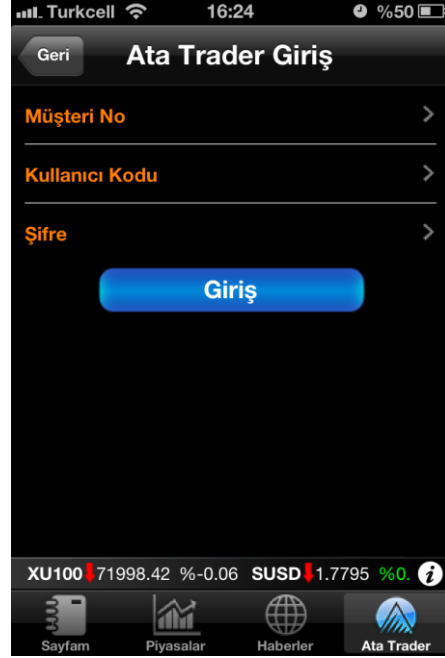 Turkcell 16:24 %50
Geri Ata Trader Giriş
Müşteri No
Kullanıcı Kodu
Şifre
Giriş
XU100 71998.42 %-0.06 SUSD 1.7795 %0.
Sayfam Piyasalar Haberler Ata Trader